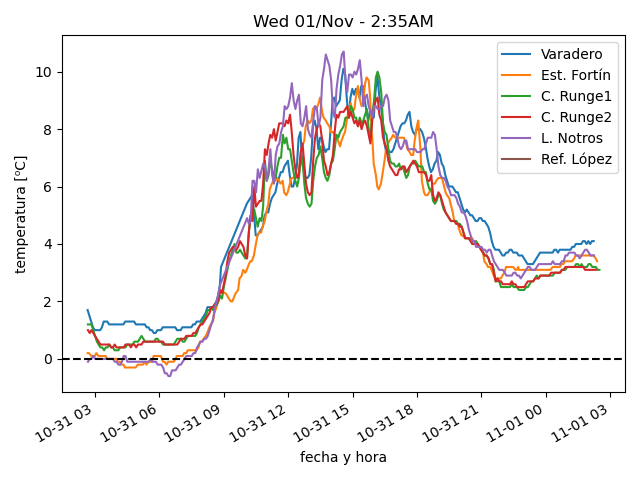 Wed 01/Nov - 2:35AM
temperatura [ºC]
10
8
6
4
2
0
Varadero
Est. Fortín
C. Runge1
C. Runge2
L. Notros
Ref. López
10-31 03
10-31 06
10-31 09
10-31 12
10-31 15
10-31 18
10-31 21
11-01 00
11-01 03
fecha y hora